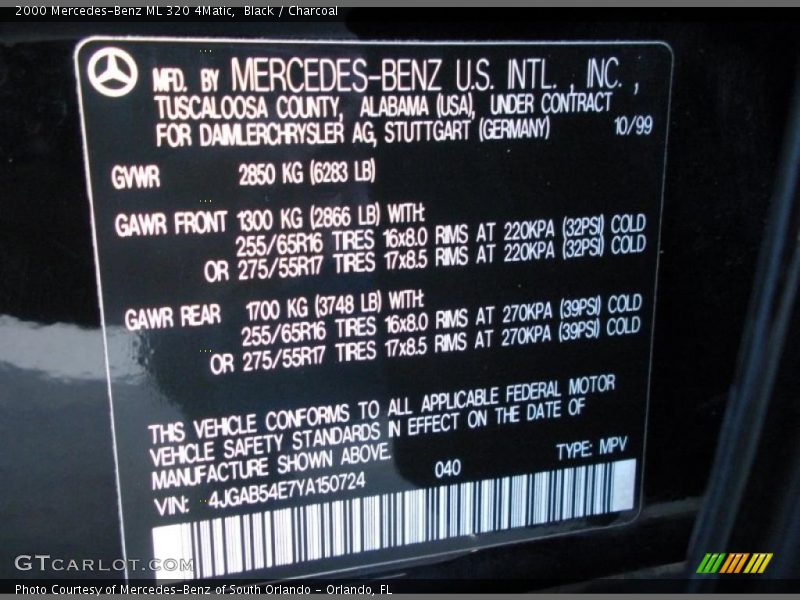 2000 Mercedes-Benz ML 320 4Matic, Black / Charcoal
MFD. BY MERCEDES-BENZ U.S. INTL. , INC. ,
TUSCALOOSA COUNTY, ALABAMA (USA), UNDER CONTRACT
FOR DAIMLERCHRYSLER AG, STUTTGART (GERMANY) 10/99
GVWR 2850 KG (6283 LB)
GAWR FRONT 1300 KG (2866 LB) WITH:
255/65R16 TIRES 16x8.0 RIMS AT 220KPA (32PSI) COLD
OR 275/55R17 TIRES 17x8.5 RIMS AT 220KPA (32PSI) COLD
GAWR REAR 1700 KG (3748 LB) WITH:
255/65R16 TIRES 16x8.0 RIMS AT 270KPA (39PSI) COLD
OR 275/55R17 TIRES 17x8.5 RIMS AT 270KPA (39PSI) COLD
THIS VEHICLE CONFORMS TO ALL APPLICABLE FEDERAL MOTOR
VEHICLE SAFETY STANDARDS IN EFFECT ON THE DATE OF
MANUFACTURE SHOWN ABOVE. 040 TYPE: MPV
VIN: 4JGAB54E7YA150724
GTCARLOT.COM
Photo Courtesy of Mercedes-Benz of South Orlando - Orlando, FL